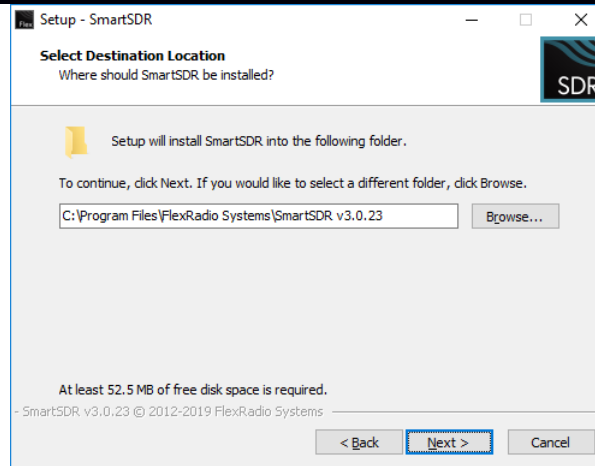 Flex
Setup - SmartSDR
Select Destination Location
Where should SmartSDR be installed?
SDR
Setup will install SmartSDR into the following folder.
To continue, click Next. If you would like to select a different folder, click Browse.
C:\Program Files\FlexRadio Systems\SmartSDR v3.0.23
Browse...
At least 52.5 MB of free disk space is required.
- SmartSDR v3.0.23 © 2012-2019 FlexRadio Systems
< Back
Next >
Cancel